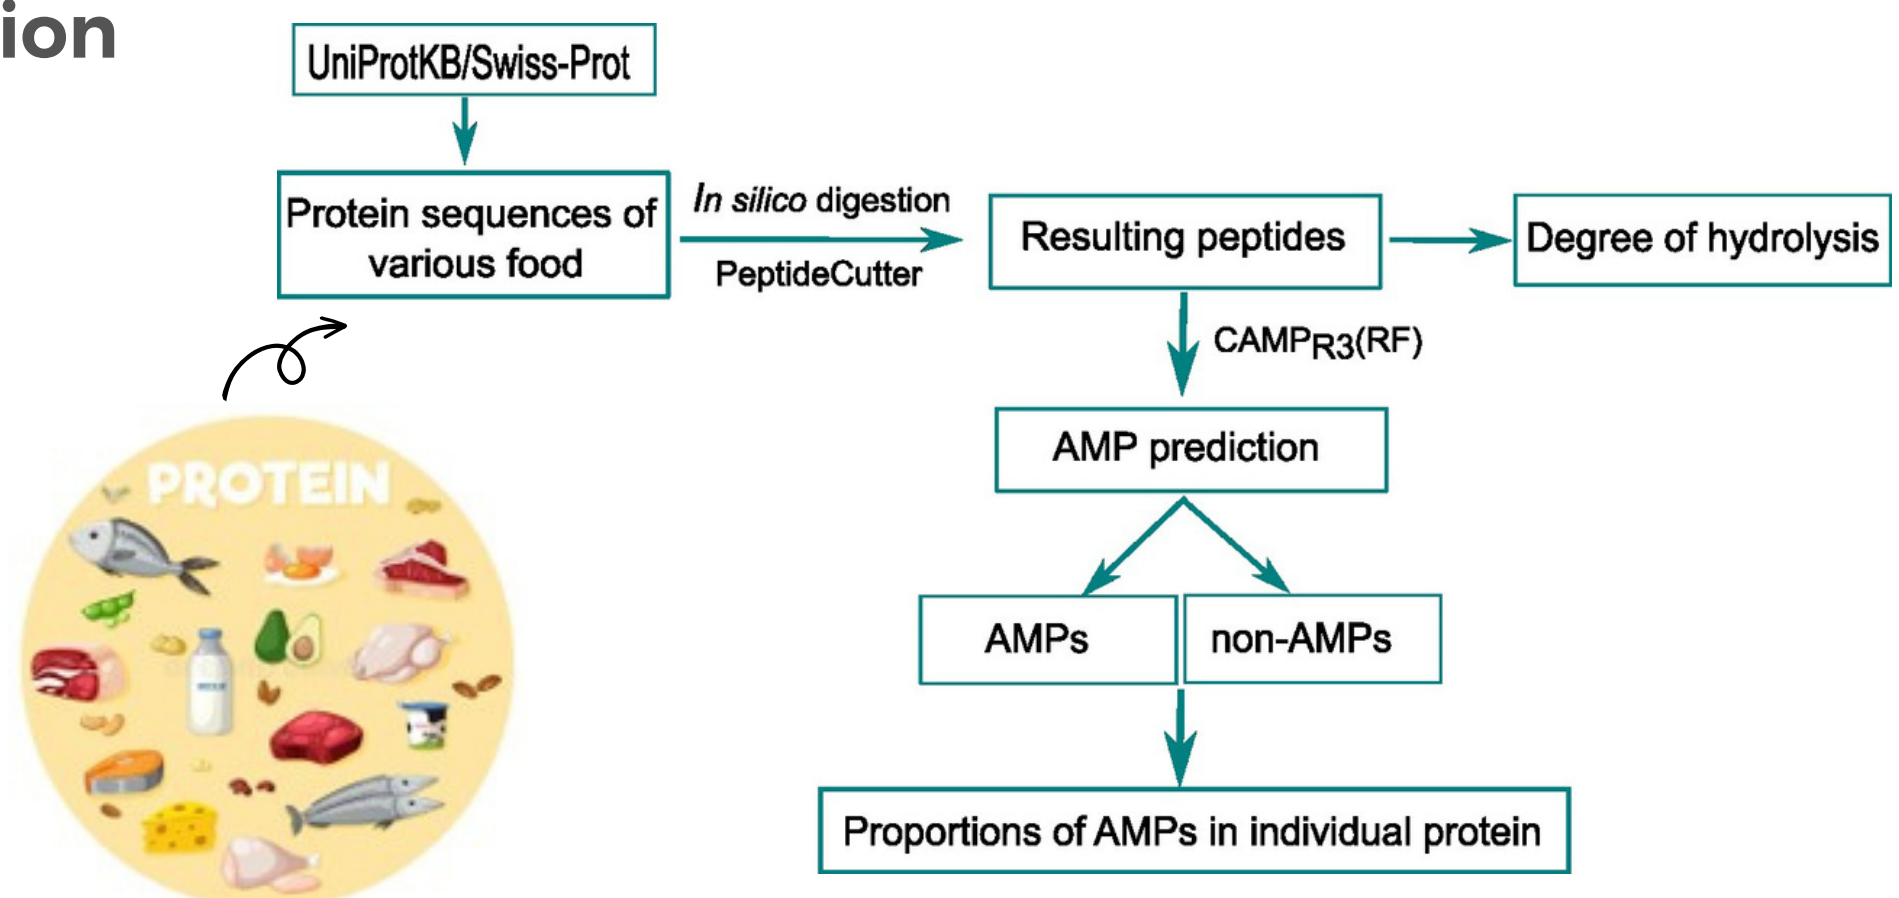 ion
UniProtKB/Swiss-Prot
Protein sequences of
various food
In silico digestion
PeptideCutter
Resulting peptides
Degree of hydrolysis
CAMPR3(RF)
AMP prediction
AMPs
non-AMPs
Proportions of AMPs in individual protein
PROTEIN